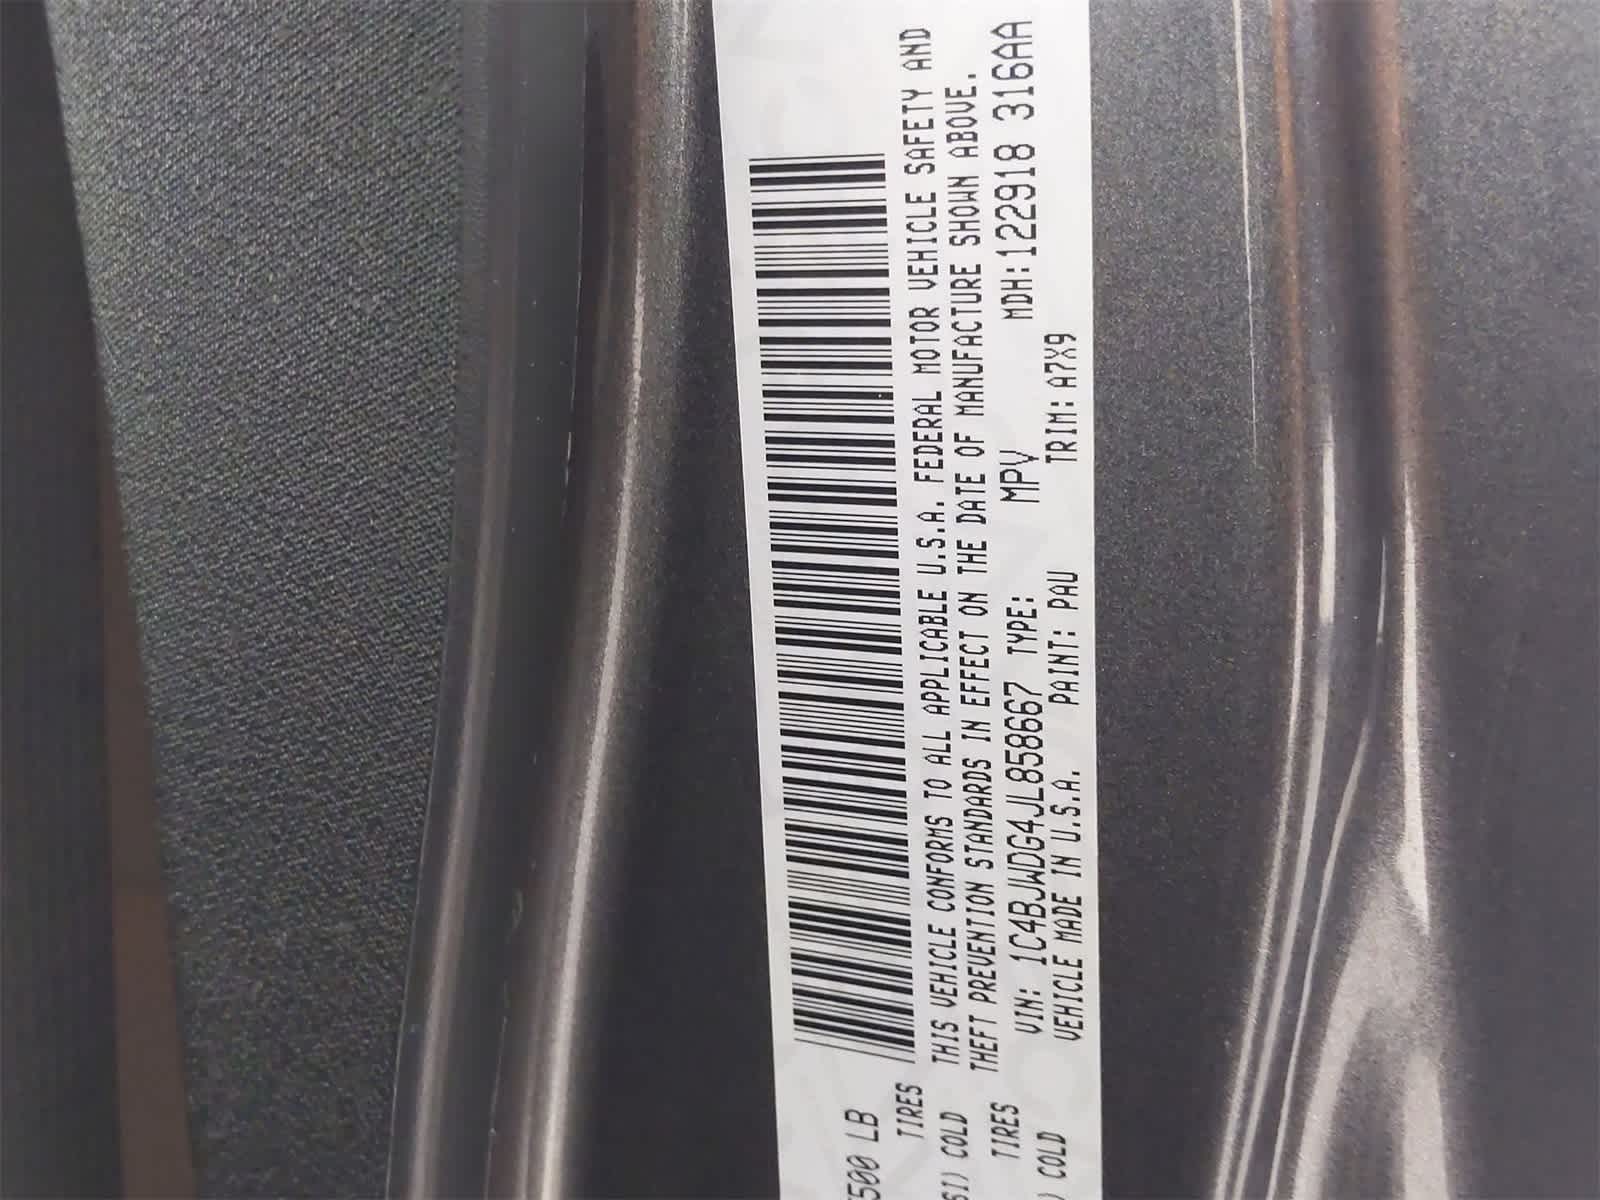 500 LB
TIRES
SI) COLD
TIRES
) COLD
THIS VEHICLE CONFORMS TO ALL APPLICABLE U.S.A. FEDERAL MOTOR VEHICLE SAFETY AND
THEFT PREVENTION STANDARDS IN EFFECT ON THE DATE OF MANUFACTURE SHOWN ABOVE.
VIN: 1C4BJWDG4JL858667 TYPE: MPV MDH:122918 316AA
VEHICLE MADE IN U.S.A. PAINT: PAU TRIM: A7X9